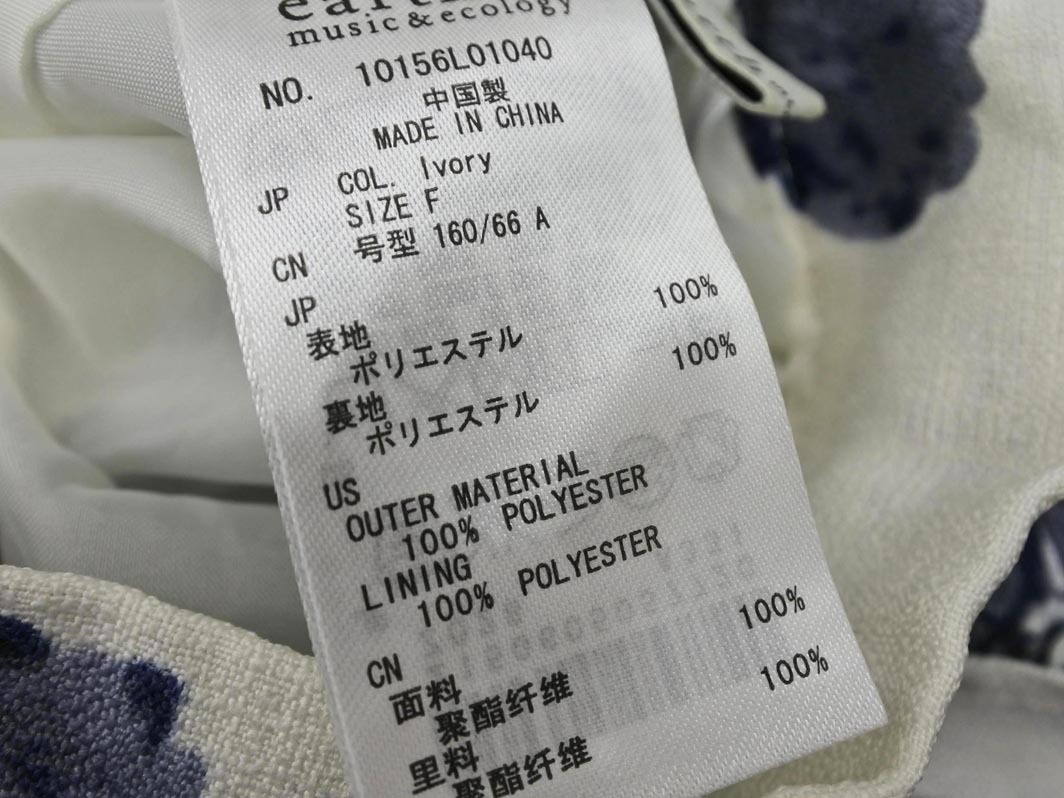 music&ecology
NO. 10156L01040
中国製
MADE IN CHINA
JP COL. Ivory
SIZE F
CN 号型 160/66 A
JP
表地
ポリエステル 100%
裏地
ポリエステル 100%
US
OUTER MATERIAL
100% POLYESTER
LINING
100% POLYESTER
CN
面料
聚酯纤维 100%
里料
聚酯纤维 100%